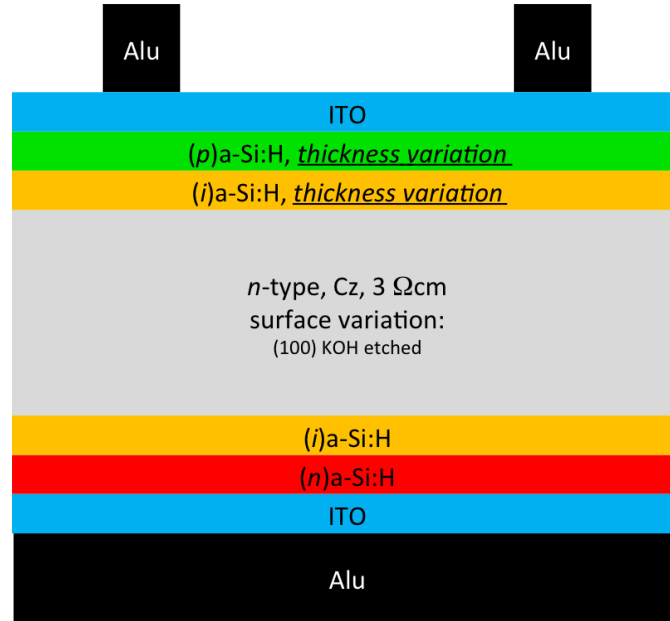 Alu Alu
ITO
(p)a-Si:H, thickness variation
(i)a-Si:H, thickness variation
n-type, Cz, 3 Ωcm
surface variation:
(100) KOH etched
(i)a-Si:H
(n)a-Si:H
ITO
Alu